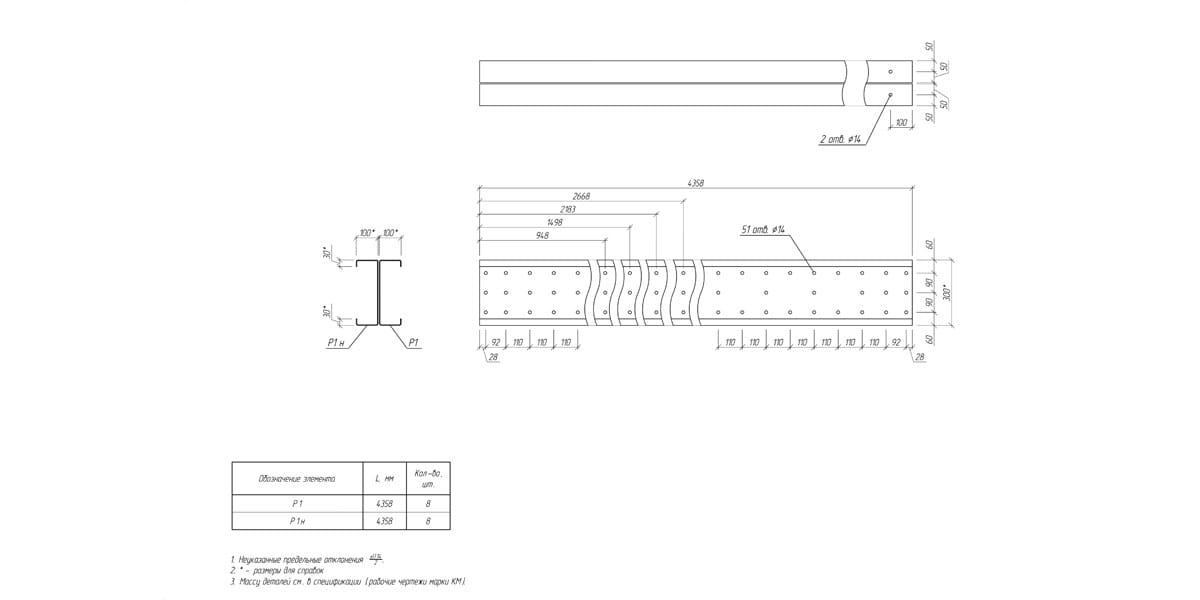 50
50
50
50
100
2 отв. ⌀14
4358
2668
2183
1498
948
51 отв. ⌀14
100* 100*
30*
30*
Р1 н Р1
60
90
90
60
300*
92 110 110 110
28
110 110 110 110 110 110 110 92
28
Обозначение элемента L, мм Кол-во, шт.
Р 1 4358 8
Р 1н 4358 8
1. Неуказанные предельные отклонения ±IT14/2.
2. * - размеры для справок
3. Массу деталей см. в спецификации (рабочие чертежи марки КМ).